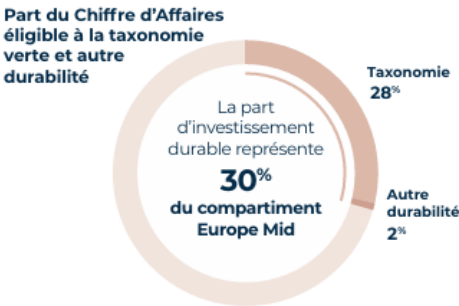 Part du Chiffre d’Affaires
éligible à la taxonomie
verte et autre
durabilité
Taxonomie
28%
La part
d’investissement
durable représente
30%
du compartiment
Europe Mid
Autre
durabilité
2%